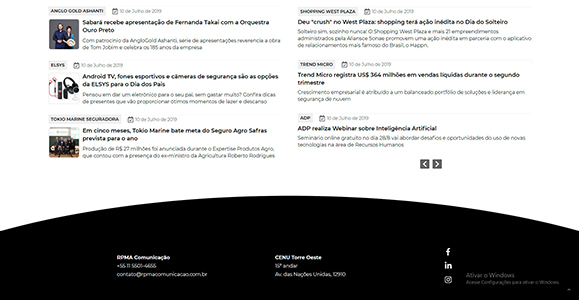 ANGLO GOLD ASHANTI
10 de Julho de 2019
Sabará recebe apresentação de Fernanda Takai com a Orquestra
Ouro Preto
Com patrocínio da AngloGold Ashanti, série de apresentações reverencia a obra
de Tom Jobim e celebra os 185 anos da empresa
ELSYS
10 de Julho de 2019
Android TV, fones esportivos e câmeras de segurança são as opções
da ELSYS para o Dia dos Pais
Pensou em dar um eletrônico para o seu pai, sem gastar muito? Confira dicas
de presentes que vão proporcionar ótimos momentos de lazer e descanso
TOKIO MARINE SEGURADORA
10 de Julho de 2019
Em cinco meses, Tokio Marine bate meta do Seguro Agro Safras
prevista para o ano
Produção de R$ 27 milhões foi anunciada durante o Expertise Produtos Agro,
que contou com a presença do ex-ministro da Agricultura Roberto Rodrigues
SHOPPING WEST PLAZA
10 de Julho de 2019
Deu "crush" no West Plaza: shopping terá ação inédita no Dia do Solteiro
Solteiro sim, sozinho nunca! O Shopping West Plaza e mais 21 empreendimentos
administrados pela Aliansce Sonae promovem uma ação inédita em parceria com o aplicativo
de relacionamentos mais famoso do Brasil, o Happn.
TREND MICRO
10 de Julho de 2019
Trend Micro registra US$ 364 milhões em vendas líquidas durante o segundo
trimestre
Crescimento empresarial é atribuído a um balanceado portfólio de soluções e liderança em
segurança de nuvem
ADP
10 de Julho de 2019
ADP realiza Webinar sobre Inteligência Artificial
Seminário online gratuito no dia 28/8 vai abordar desafios e oportunidades do uso de novas
tecnologias na área de Recursos Humanos
RPMA Comunicação
+55 11 5501-4655
contato@rpmacomunicacao.com.br
CENU Torre Oeste
15º andar
Av. das Nações Unidas, 12910
Ativar o Windows
Acesse Configurações para ativar o Windows.